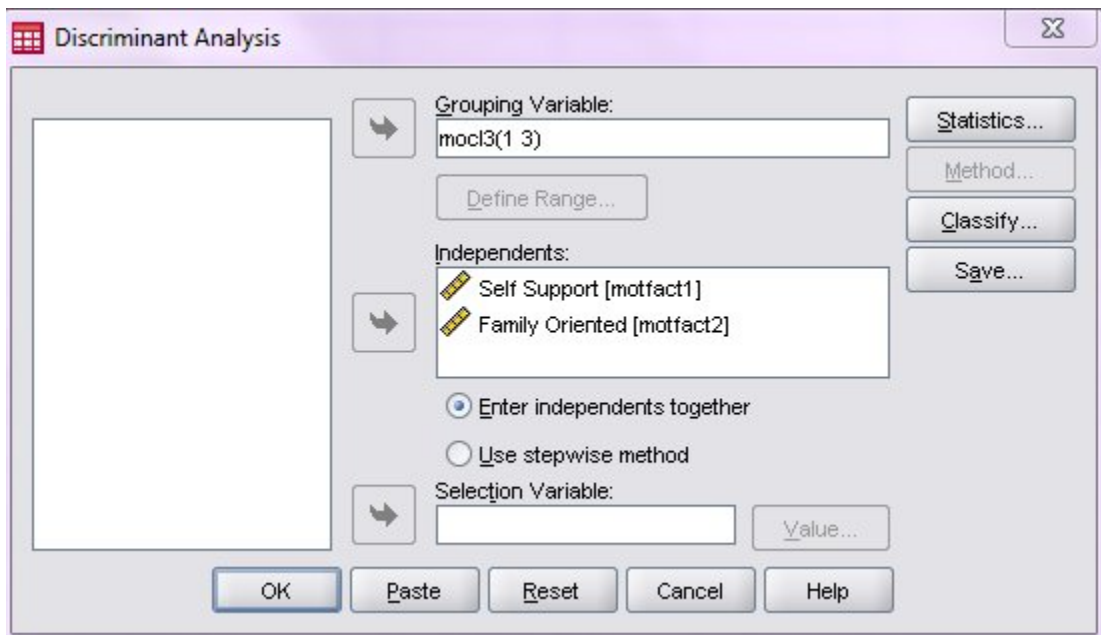 Discriminant Analysis
Grouping Variable:
mocl3(1 3)
Define Range...
Independents:
Self Support [motfact1]
Family Oriented [motfact2]
Enter independents together
Use stepwise method
Selection Variable:
Value...
Statistics...
Method...
Classify...
Save...
OK
Paste
Reset
Cancel
Help